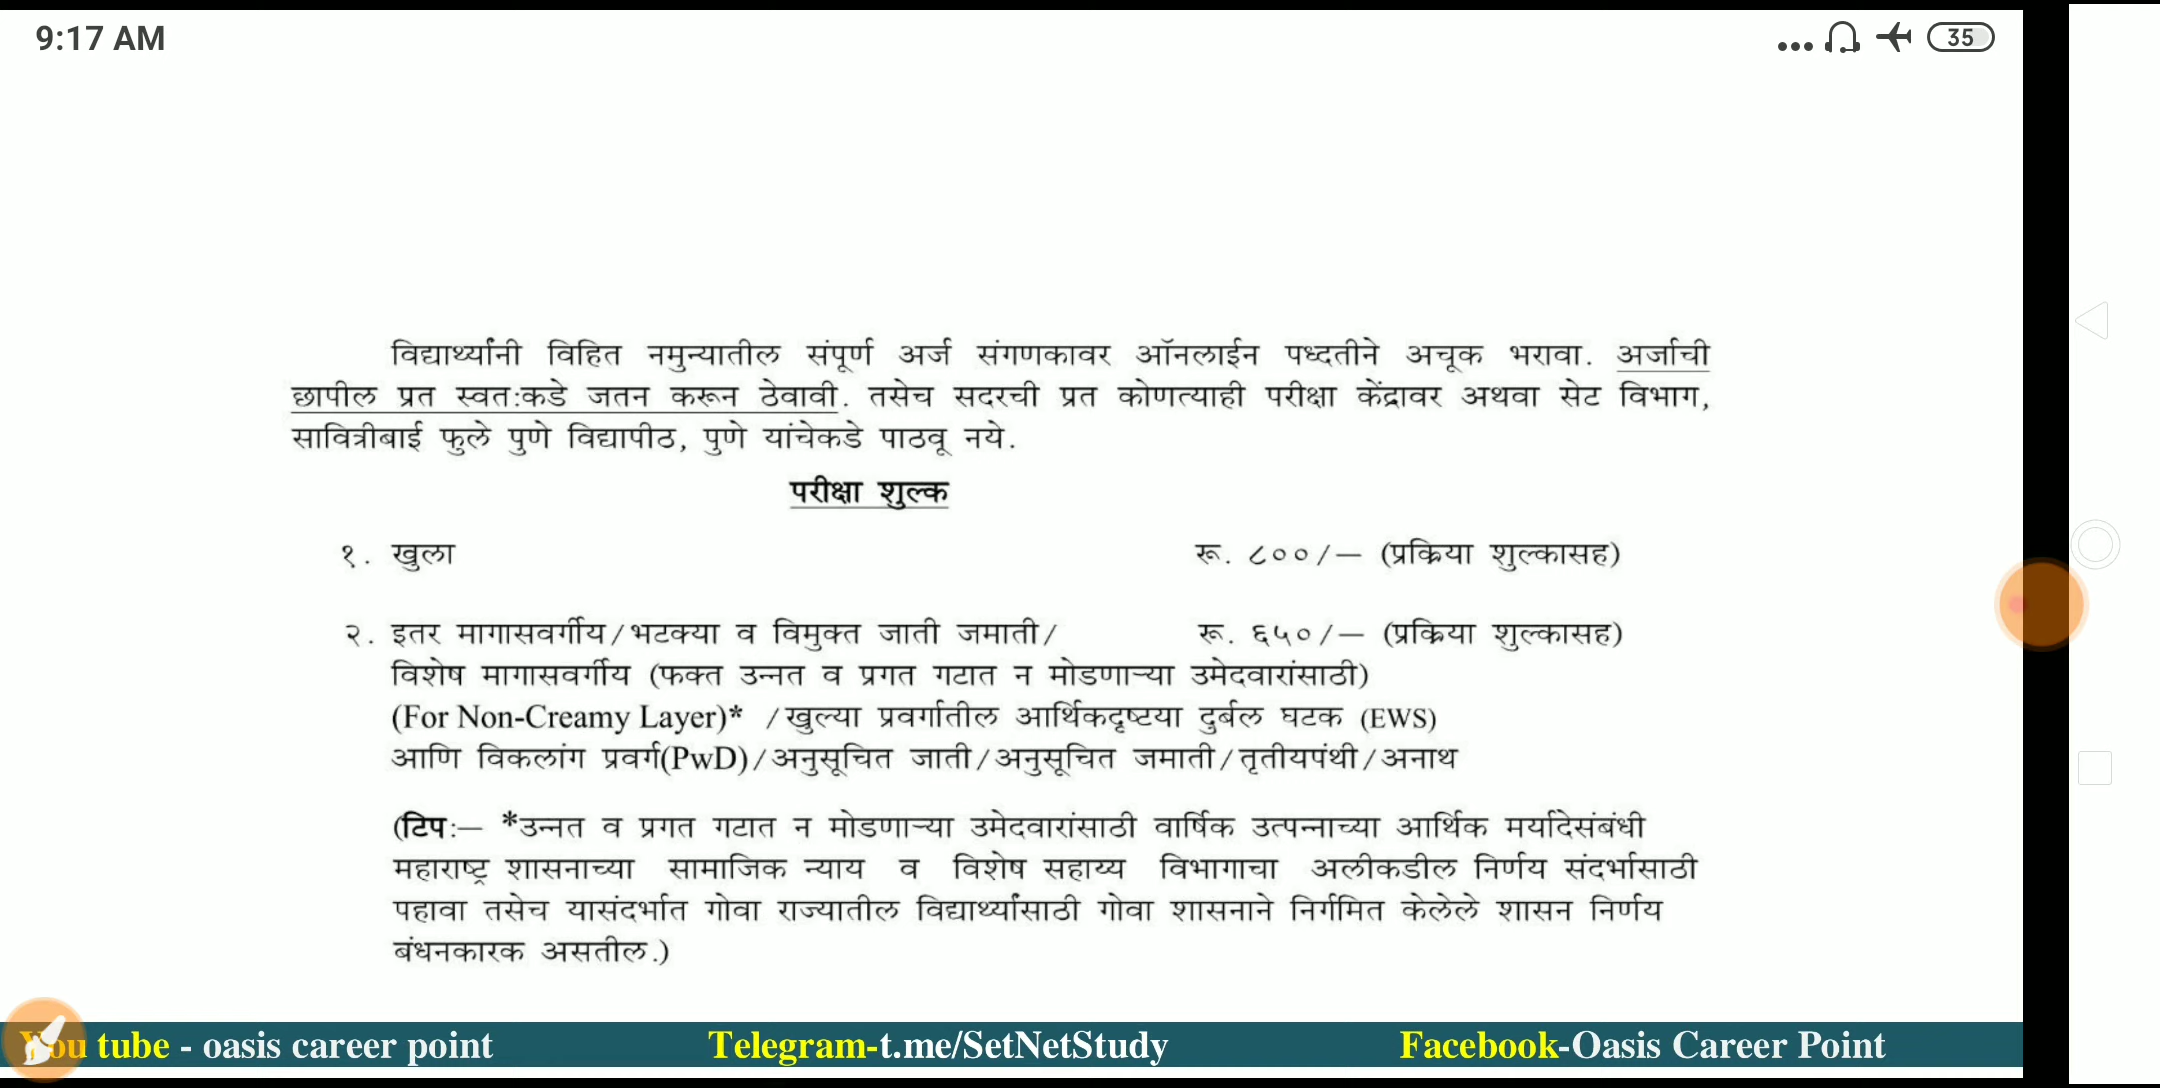 9:17 AM
35
विद्यार्थ्यांनी विहित नमुन्यातील संपूर्ण अर्ज संगणकावर ऑनलाईन पध्दतीने अचूक भरावा. अर्जाची
छापील प्रत स्वत:कडे जतन करून ठेवावी. तसेच सदरची प्रत कोणत्याही परीक्षा केंद्रावर अथवा सेट विभाग,
सावित्रीबाई फुले पुणे विद्यापीठ, पुणे यांचेकडे पाठवू नये.
परीक्षा शुल्क
१. खुला रू. ८००/— (प्रक्रिया शुल्कासह)
२. इतर मागासवर्गीय/भटक्या व विमुक्त जाती जमाती/ रू. ६५०/— (प्रक्रिया शुल्कासह)
विशेष मागासवर्गीय (फक्त उन्नत व प्रगत गटात न मोडणाऱ्या उमेदवारांसाठी)
(For Non-Creamy Layer)* /खुल्या प्रवर्गातील आर्थिकदृष्टया दुर्बल घटक (EWS)
आणि विकलांग प्रवर्ग(PwD)/अनुसूचित जाती/अनुसूचित जमाती/तृतीयपंथी/अनाथ
(टिप:— *उन्नत व प्रगत गटात न मोडणाऱ्या उमेदवारांसाठी वार्षिक उत्पन्नाच्या आर्थिक मर्यादेसंबंधी
महाराष्ट्र शासनाच्या सामाजिक न्याय व विशेष सहाय्य विभागाचा अलीकडील निर्णय संदर्भासाठी
पहावा तसेच यासंदर्भात गोवा राज्यातील विद्यार्थ्यांसाठी गोवा शासनाने निर्गमित केलेले शासन निर्णय
बंधनकारक असतील.)
You tube - oasis career point Telegram-t.me/SetNetStudy Facebook-Oasis Career Point